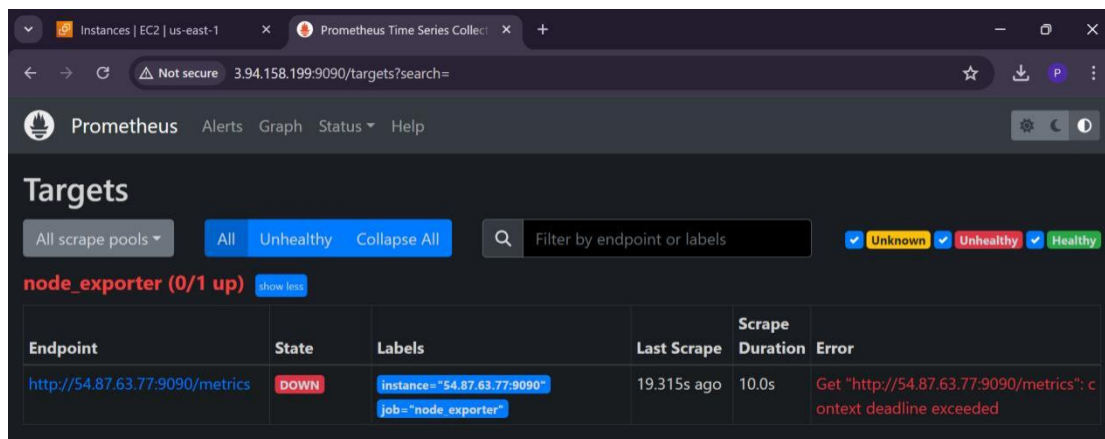 Instances | EC2 | us-east-1
Prometheus Time Series Collect
Not secure 3.94.158.199:9090/targets?search=
P
Prometheus Alerts Graph Status Help
Targets
All scrape pools All Unhealthy Collapse All Filter by endpoint or labels Unknown Unhealthy Healthy
node_exporter (0/1 up) show less
Endpoint State Labels Last Scrape Scrape Duration Error
http://54.87.63.77:9090/metrics DOWN instance="54.87.63.77:9090" 19.315s ago 10.0s Get "http://54.87.63.77:9090/metrics": c
job="node_exporter" ontext deadline exceeded